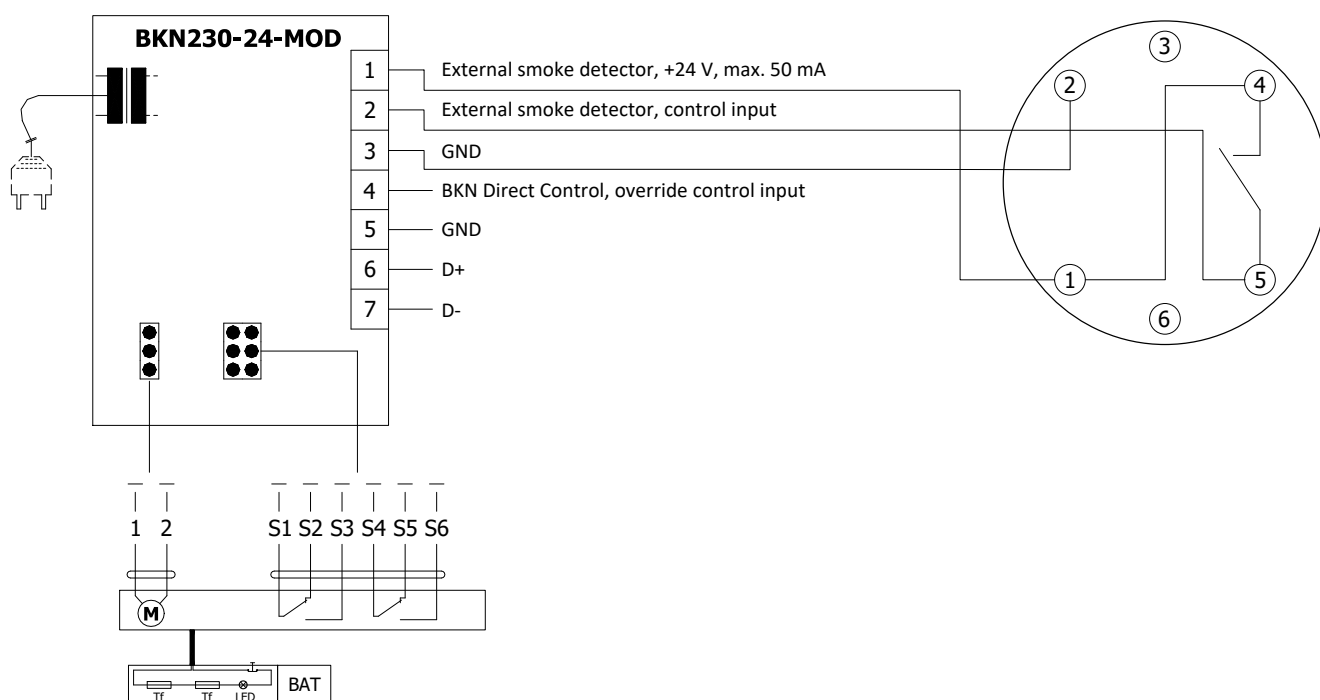 BKN230-24-MOD
1 External smoke detector, +24 V, max. 50 mA
2 External smoke detector, control input
3 GND
4 BKN Direct Control, override control input
5 GND
6 D+
7 D-
3
2 4
1 5
6
1 2 S1 S2 S3 S4 S5 S6
M
BAT
Tf Tf LED